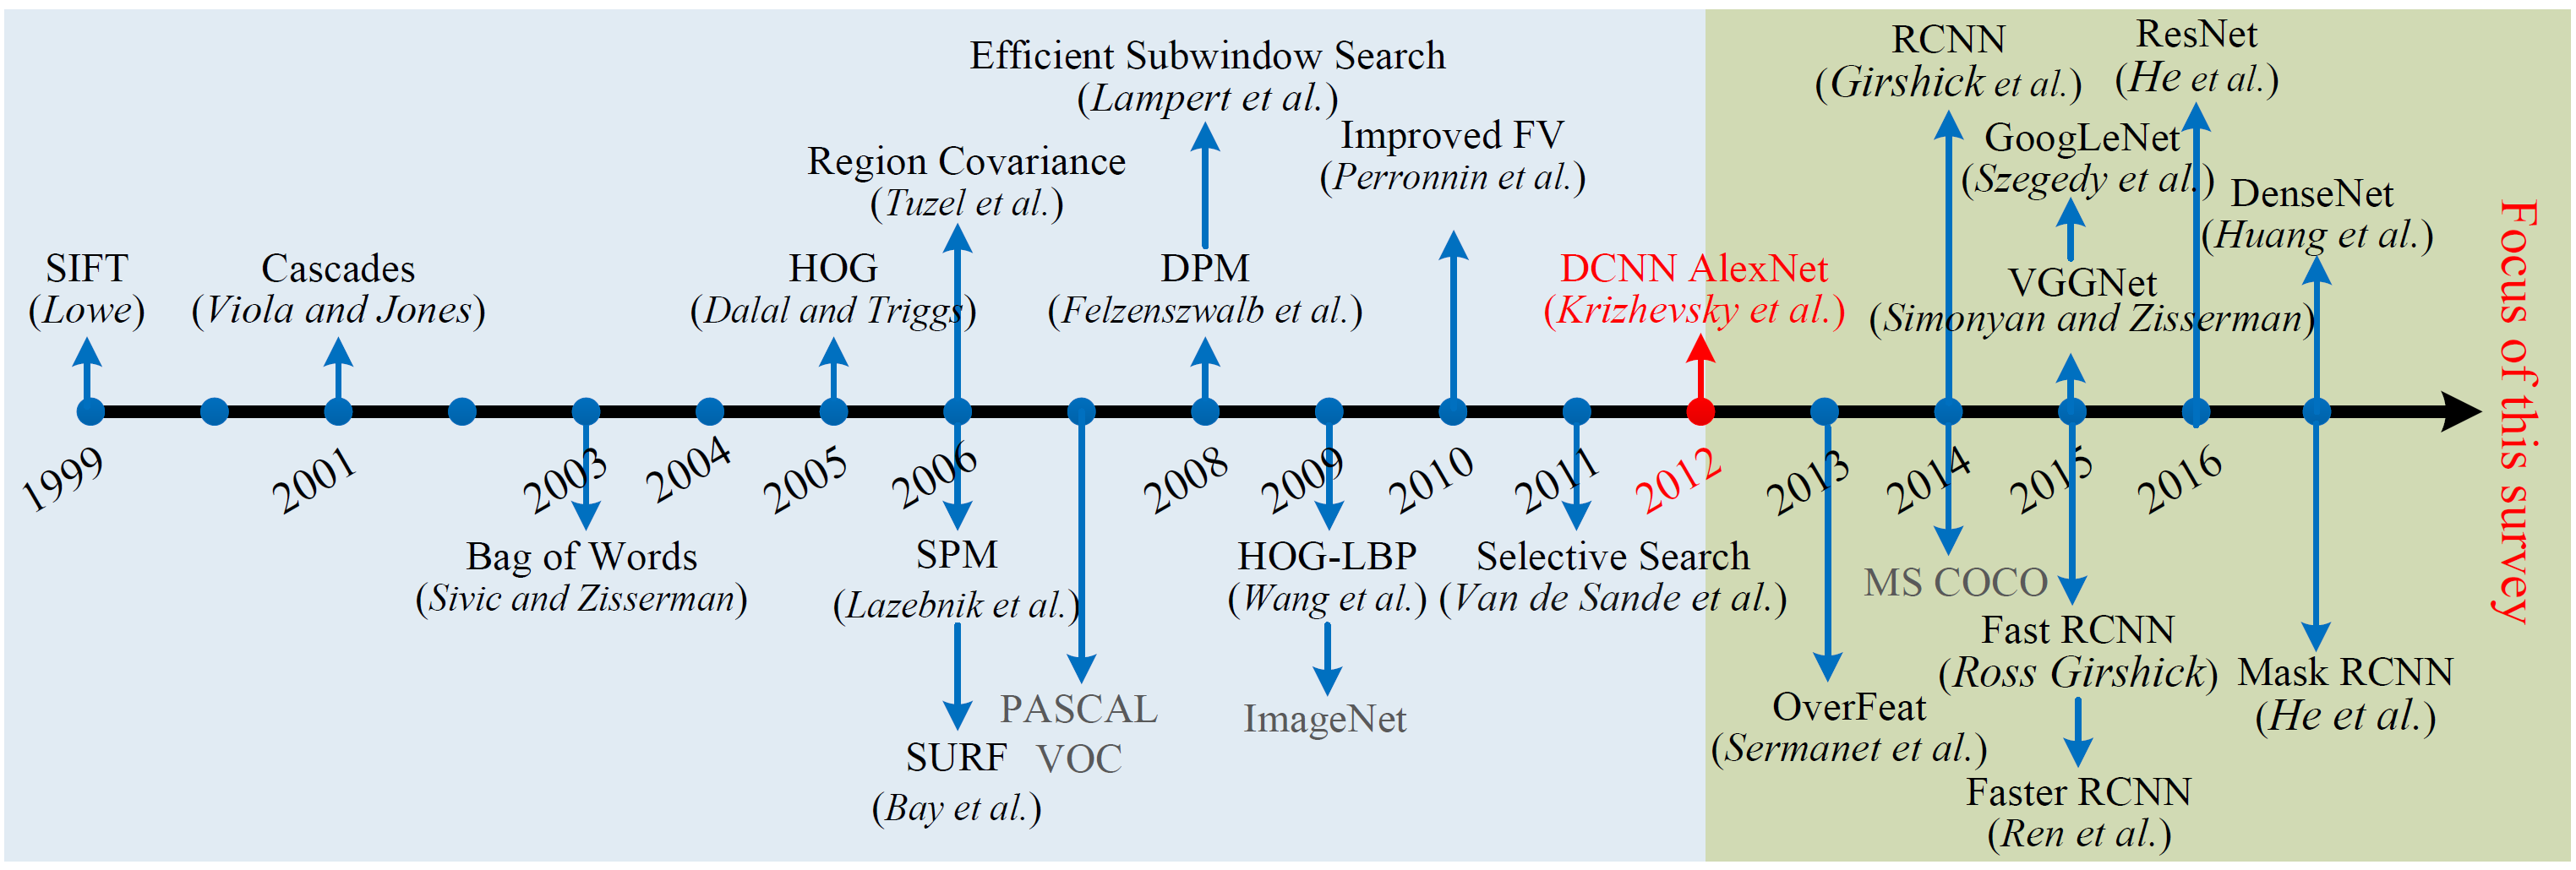 Efficient Subwindow Search
(Lampert et al.)
RCNN
(Girshick et al.)
ResNet
(He et al.)
Region Covariance
(Tuzel et al.)
Improved FV
(Perronnin et al.)
GoogLeNet
(Szegedy et al.)
DenseNet
(Huang et al.)
SIFT
(Lowe)
Cascades
(Viola and Jones)
HOG
(Dalal and Triggs)
DPM
(Felzenszwalb et al.)
DCNN AlexNet
(Krizhevsky et al.)
VGGNet
(Simonyan and Zisserman)
Focus of this survey
1999
2001
2003
2004
2005
2006
2008
2009
2010
2011
2012
2013
2014
2015
2016
Bag of Words
(Sivic and Zisserman)
SPM
(Lazebnik et al.)
SURF
(Bay et al.)
PASCAL
VOC
HOG-LBP
(Wang et al.)
ImageNet
Selective Search
(Van de Sande et al.)
OverFeat
(Sermanet et al.)
MS COCO
Fast RCNN
(Ross Girshick)
Faster RCNN
(Ren et al.)
Mask RCNN
(He et al.)